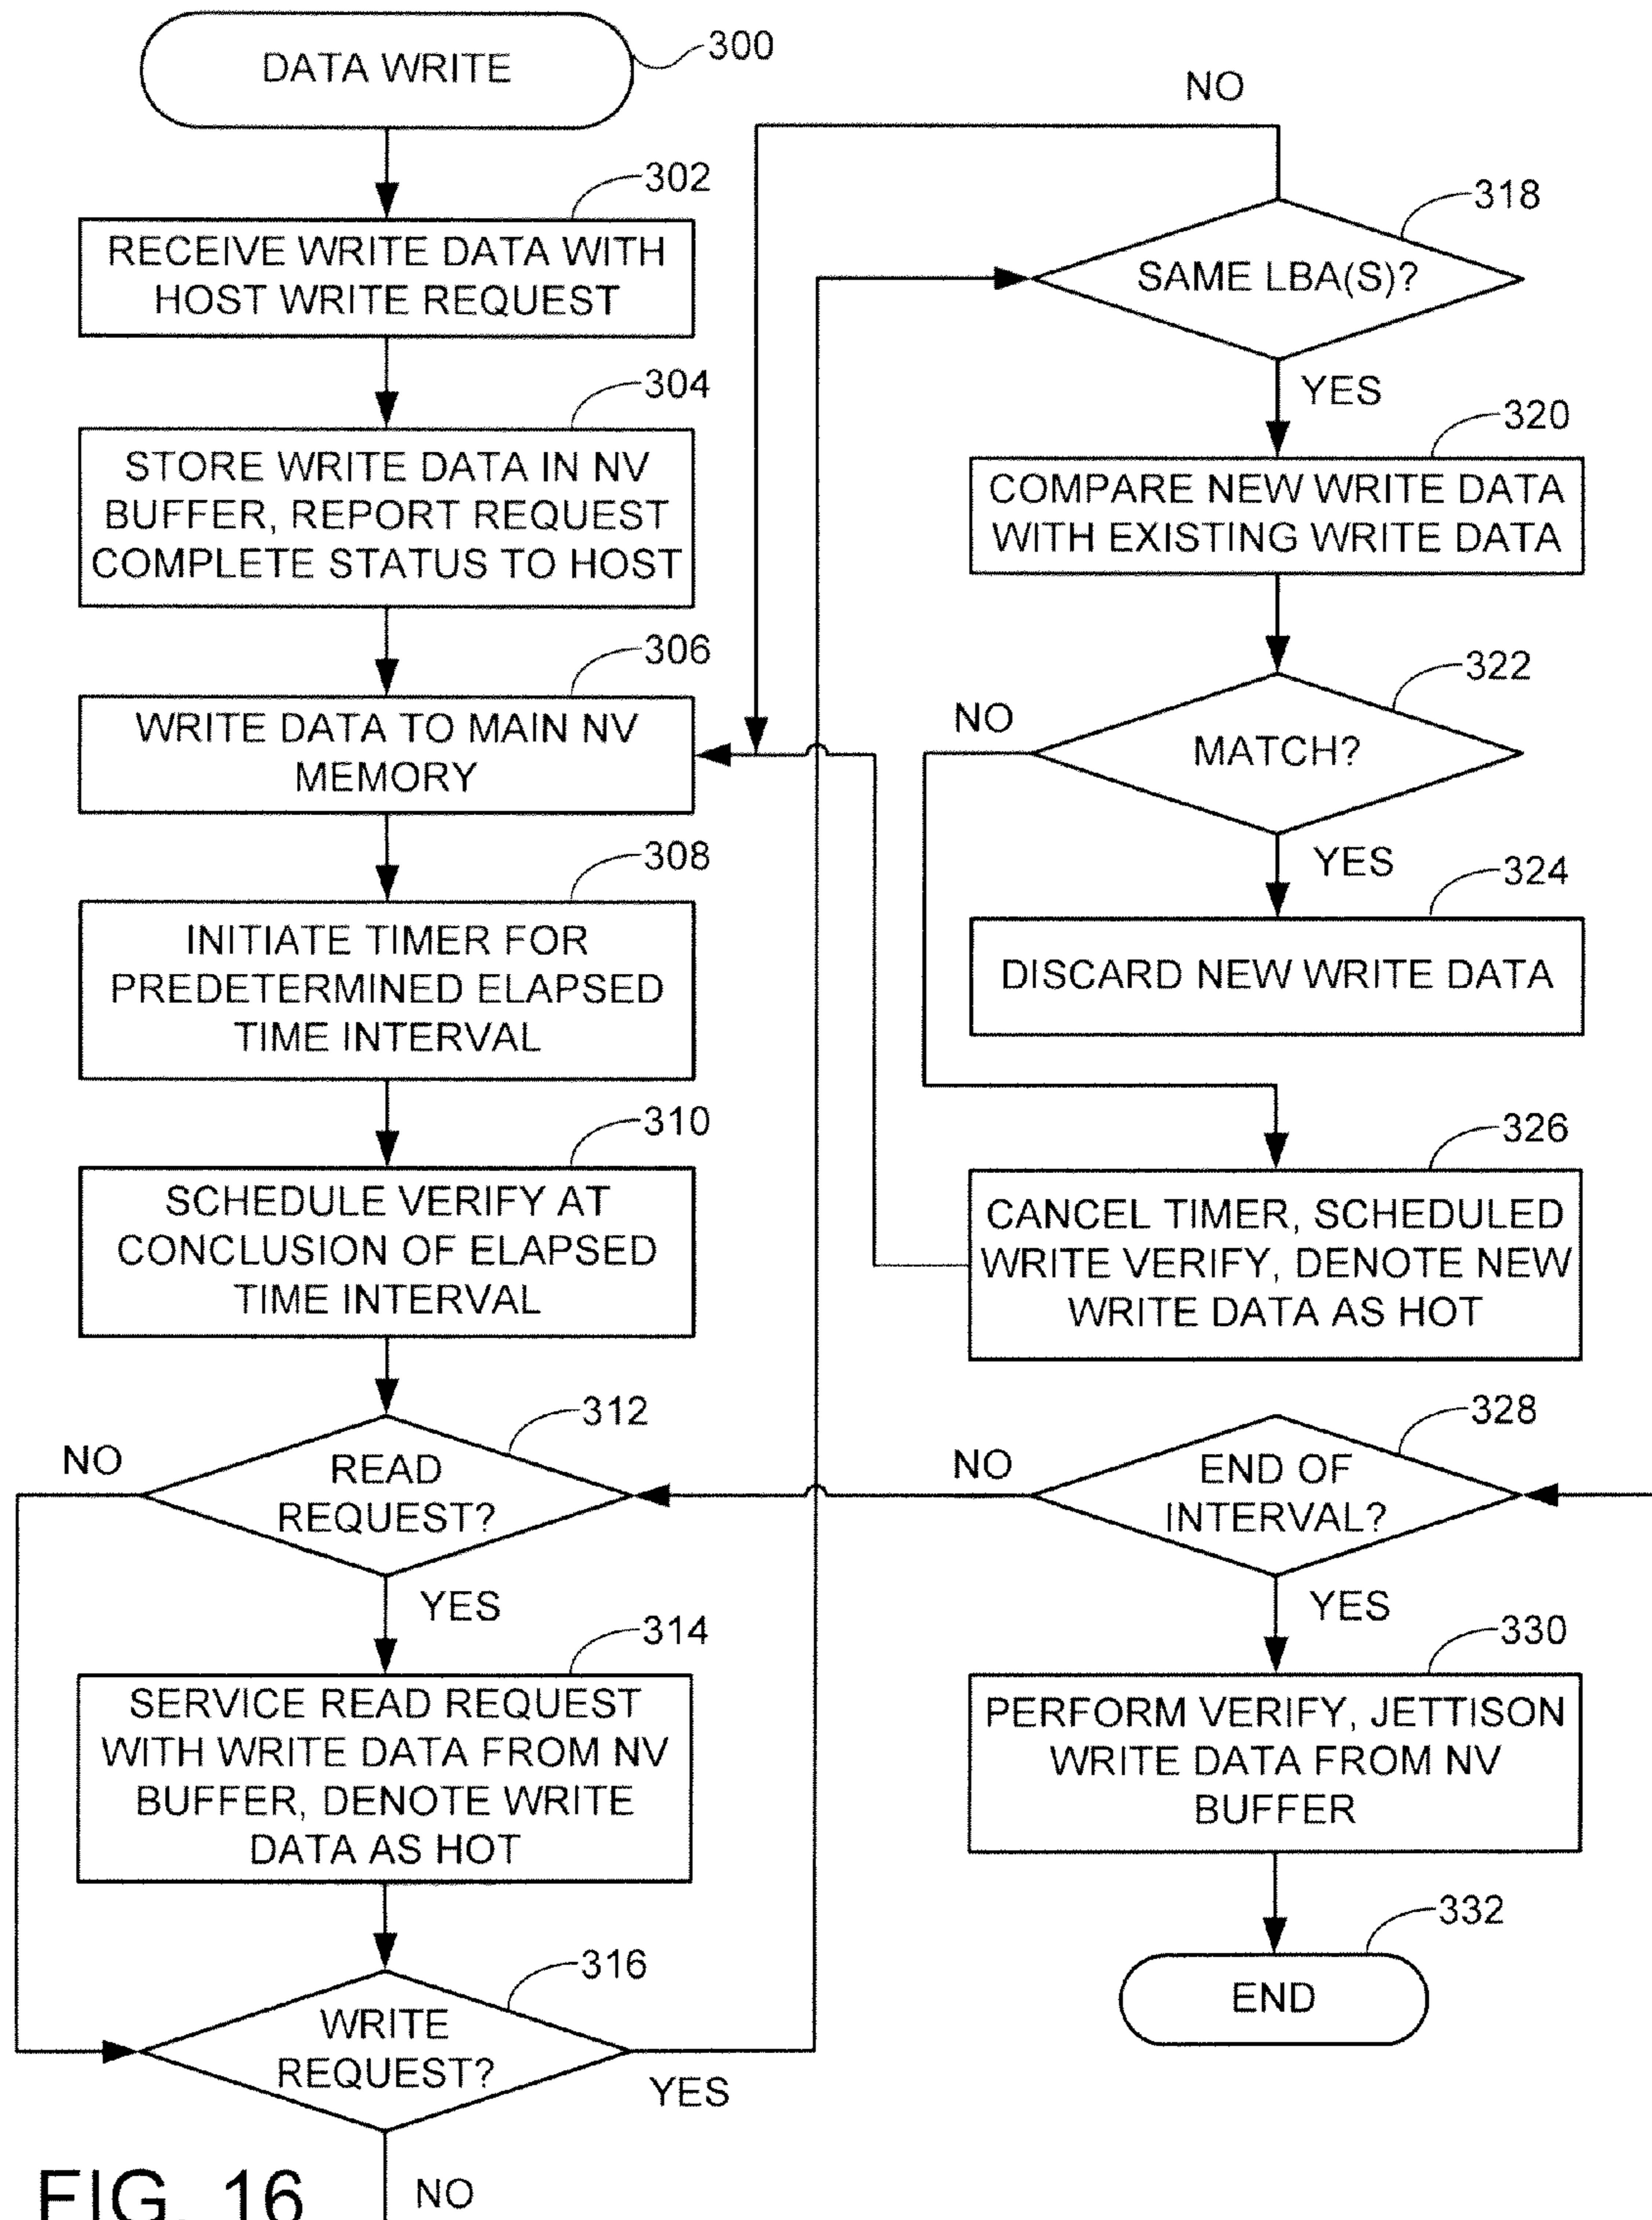 DATA WRITE
300
302
RECEIVE WRITE DATA WITH
HOST WRITE REQUEST
304
STORE WRITE DATA IN NV
BUFFER, REPORT REQUEST
COMPLETE STATUS TO HOST
306
WRITE DATA TO MAIN NV
MEMORY
308
INITIATE TIMER FOR
PREDETERMINED ELAPSED
TIME INTERVAL
310
SCHEDULE VERIFY AT
CONCLUSION OF ELAPSED
TIME INTERVAL
312
NO
READ
REQUEST?
YES
314
SERVICE READ REQUEST
WITH WRITE DATA FROM NV
BUFFER, DENOTE WRITE
DATA AS HOT
316
WRITE
REQUEST?
YES
NO
NO
318
SAME LBA(S)?
YES
320
COMPARE NEW WRITE DATA
WITH EXISTING WRITE DATA
322
NO
MATCH?
YES
324
DISCARD NEW WRITE DATA
326
CANCEL TIMER, SCHEDULED
WRITE VERIFY, DENOTE NEW
WRITE DATA AS HOT
328
NO
END OF
INTERVAL?
YES
330
PERFORM VERIFY, JETTISON
WRITE DATA FROM NV
BUFFER
332
END
FIG. 16